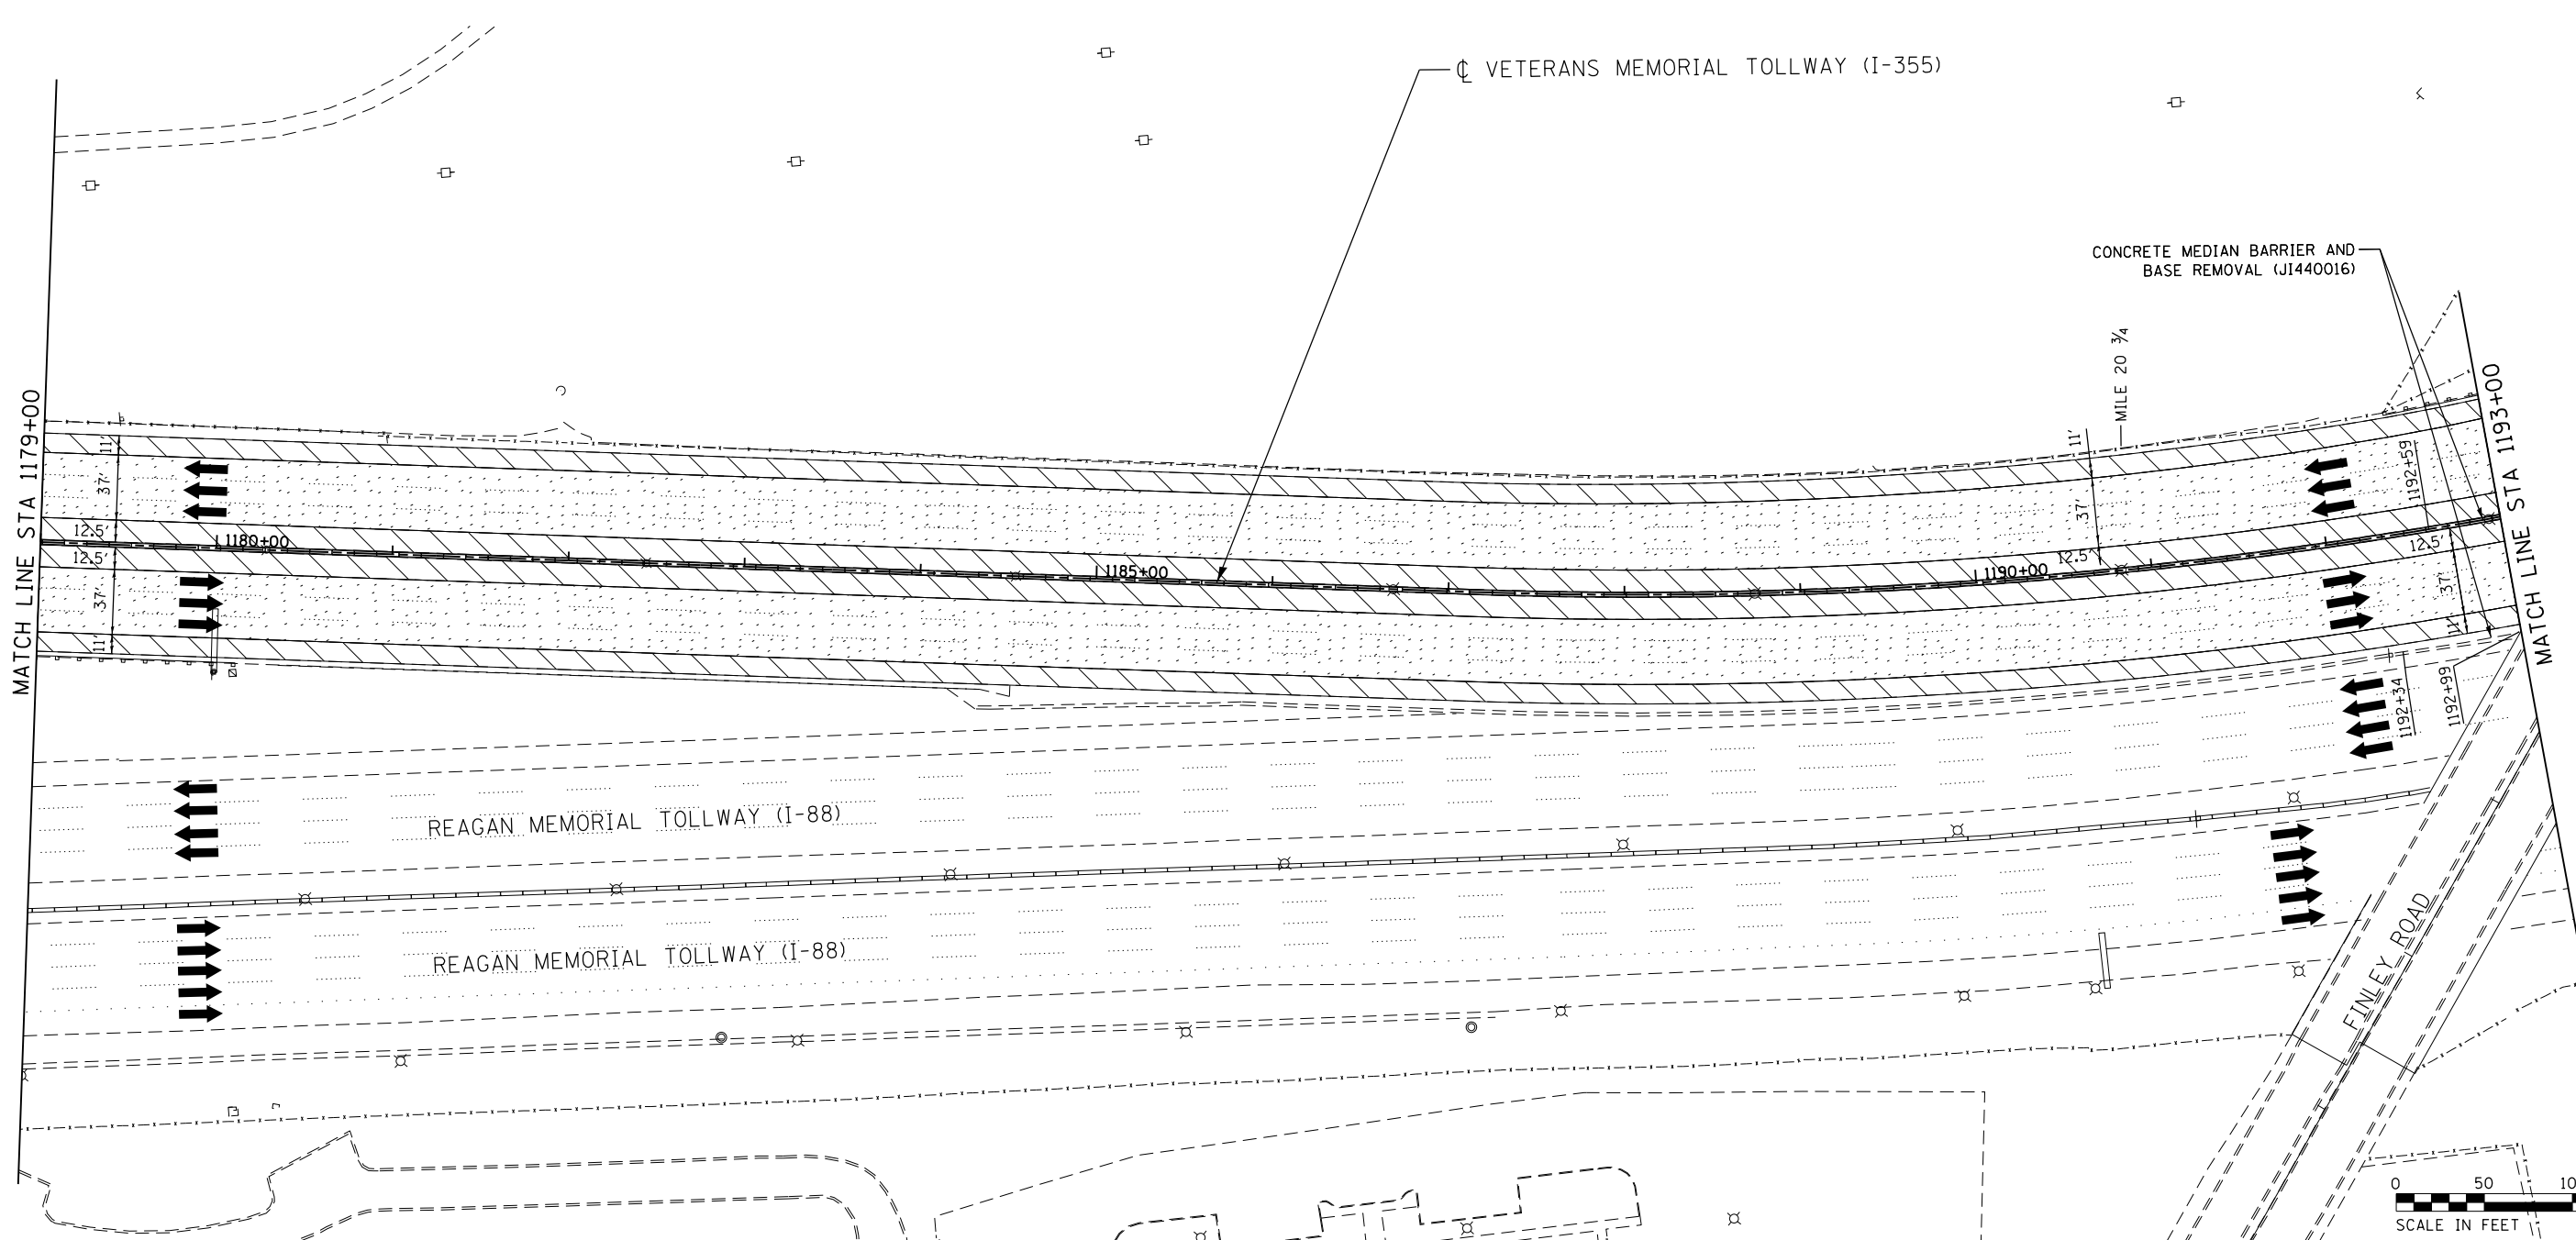 ℄ VETERANS MEMORIAL TOLLWAY (I-355)
CONCRETE MEDIAN BARRIER AND
BASE REMOVAL (JI440016)
MILE 20 ¾
MATCH LINE STA 1179+00
MATCH LINE STA 1193+00
11'
37'
12.5'
12.5'
37'
11'
1180+00
1185+00
1190+00
11'
37'
12.5'
1192+59
12.5'
37'
11'
1192+34
1192+99
REAGAN MEMORIAL TOLLWAY (I-88)
REAGAN MEMORIAL TOLLWAY (I-88)
FINLEY ROAD
0 50
SCALE IN FEET